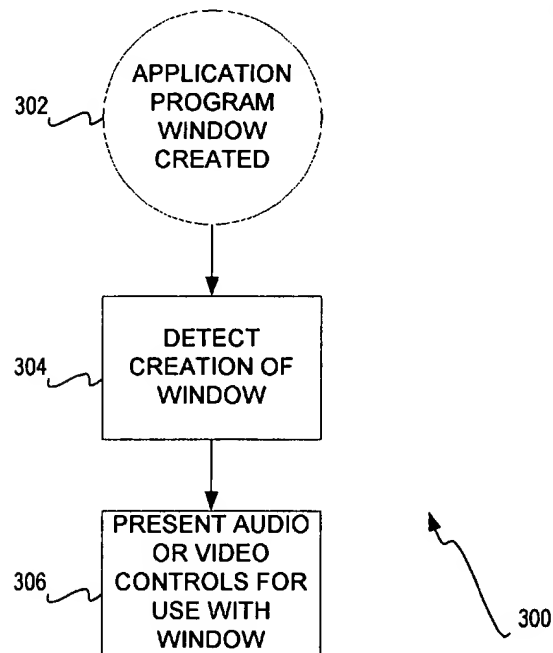 APPLICATION
PROGRAM
WINDOW
CREATED
302
DETECT
CREATION OF
WINDOW
304
PRESENT AUDIO
OR VIDEO
CONTROLS FOR
USE WITH
WINDOW
306
300